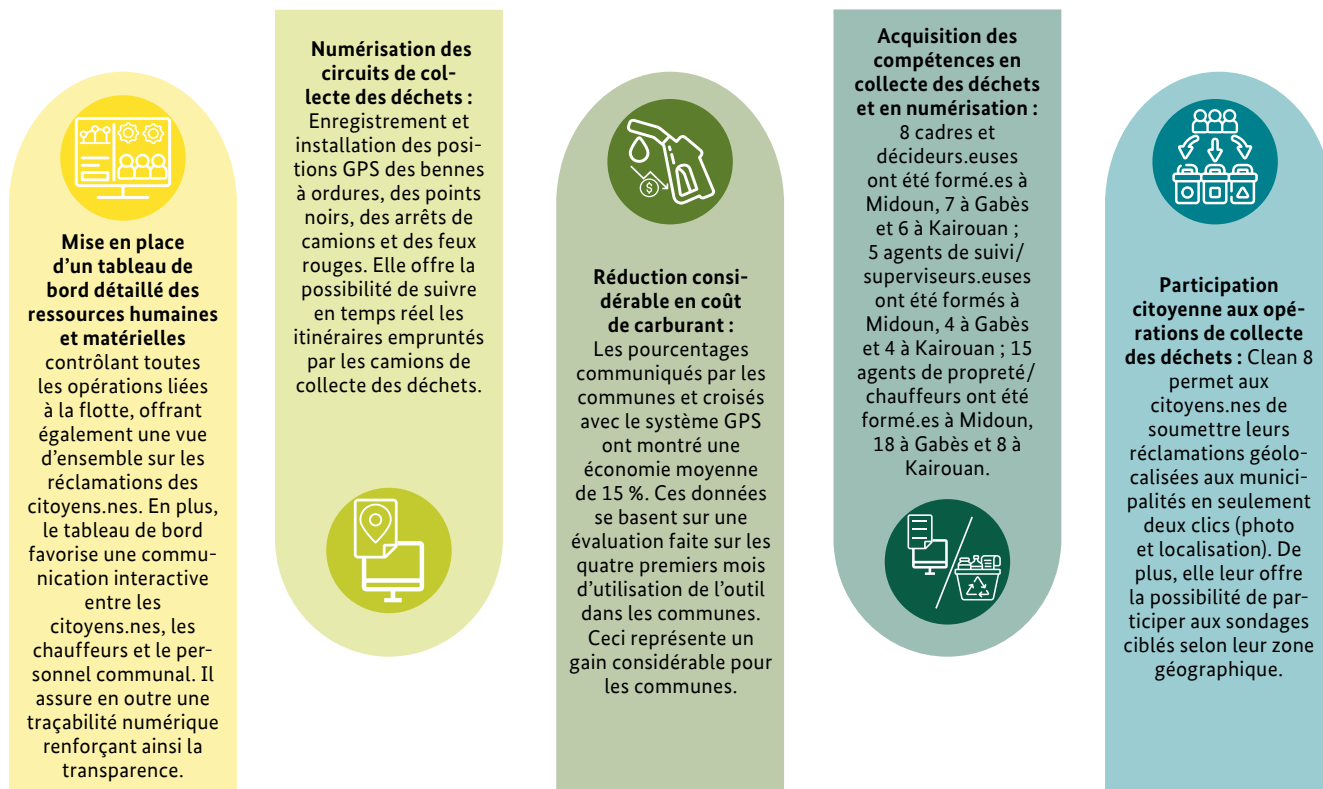 Mise en place
d'un tableau de
bord détaillé des
ressources humaines
et matérielles
contrôlant toutes
les opérations liées
à la flotte, offrant
également une vue
d'ensemble sur les
réclamations des
citoyens.nes. En plus,
le tableau de bord
favorise une commu-
nication interactive
entre les
citoyens.nes, les
chauffeurs et le per-
sonnel communal. Il
assure en outre une
traçabilité numérique
renforçant ainsi la
transparence.
Numérisation des
circuits de col-
lecte des déchets :
Enregistrement et
installation des posi-
tions GPS des bennes
à ordures, des points
noirs, des arrêts de
camions et des feux
rouges. Elle offre la
possibilité de suivre
en temps réel les
itinéraires empruntés
par les camions de
collecte des déchets.
Réduction consi-
dérable en coût
de carburant :
Les pourcentages
communiqués par les
communes et croisés
avec le système GPS
ont montré une
économie moyenne
de 15 %. Ces données
se basent sur une
évaluation faite sur les
quatre premiers mois
d'utilisation de l'outil
dans les communes.
Ceci représente un
gain considérable pour
les communes.
Acquisition des
compétences en
collecte des déchets
et en numérisation :
8 cadres et
décideurs.euses
ont été formé.es à
Midoun, 7 à Gabès
et 6 à Kairouan ;
5 agents de suivi/
superviseurs.euses
ont été formés à
Midoun, 4 à Gabès
et 4 à Kairouan ; 15
agents de propreté/
chauffeurs ont été
formé.es à Midoun,
18 à Gabès et 8 à
Kairouan.
Participation
citoyenne aux opé-
rations de collecte
des déchets : Clean 8
permet aux
citoyens.nes de
soumettre leurs
réclamations géolo-
calisées aux munici-
palités en seulement
deux clics (photo
et localisation). De
plus, elle leur offre
la possibilité de par-
ticiper aux sondages
ciblés selon leur zone
géographique.